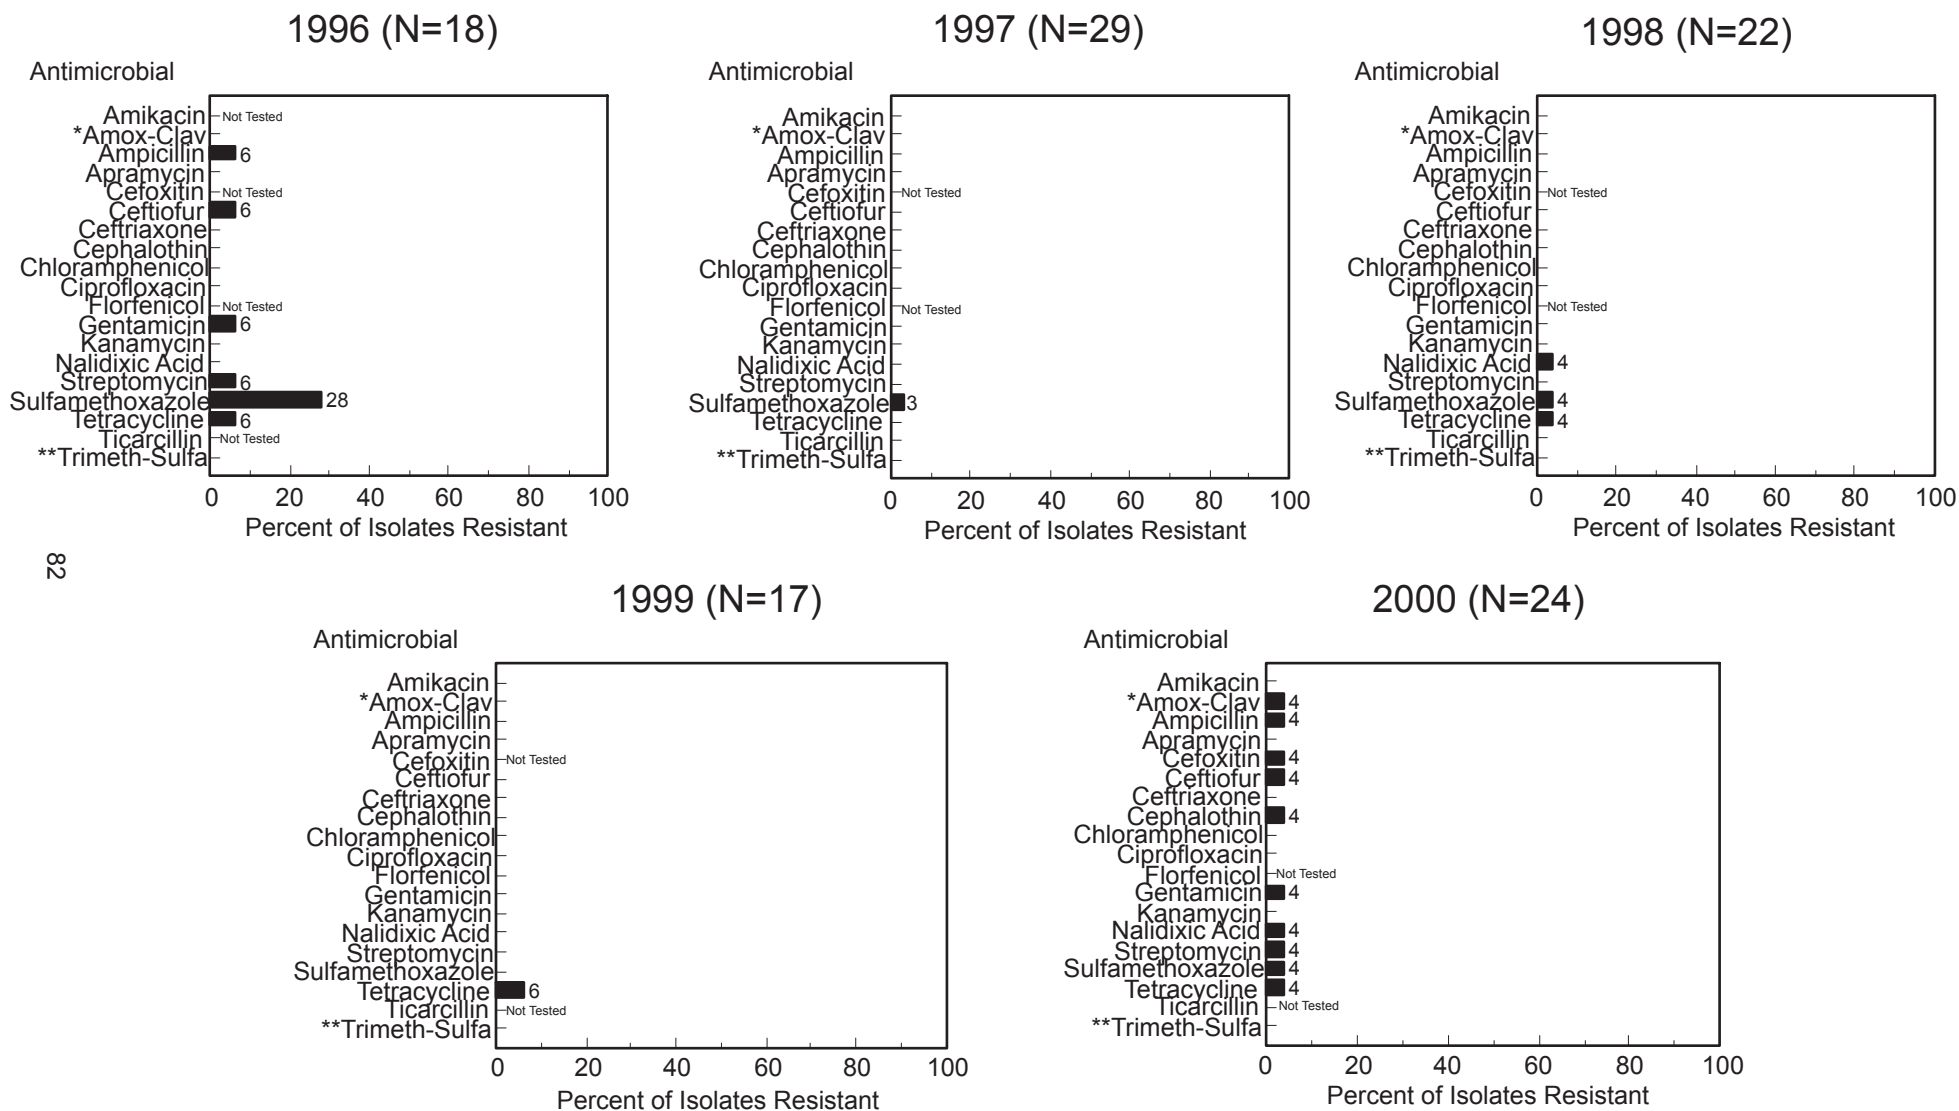 1996 (N=18)
Antimicrobial
Amikacin Not Tested
*Amox-Clav
Ampicillin 6
Apramycin
Cefoxitin Not Tested
Ceftiofur 6
Ceftriaxone
Cephalothin
Chloramphenicol
Ciprofloxacin
Florfenicol Not Tested
Gentamicin 6
Kanamycin
Nalidixic Acid
Streptomycin 6
Sulfamethoxazole 28
Tetracycline 6
Ticarcillin Not Tested
**Trimeth-Sulfa
0 20 40 60 80 100
Percent of Isolates Resistant
1997 (N=29)
Antimicrobial
Amikacin
*Amox-Clav
Ampicillin
Apramycin
Cefoxitin Not Tested
Ceftiofur
Ceftriaxone
Cephalothin
Chloramphenicol
Ciprofloxacin
Florfenicol Not Tested
Gentamicin
Kanamycin
Nalidixic Acid
Streptomycin
Sulfamethoxazole 3
Tetracycline
Ticarcillin
**Trimeth-Sulfa
0 20 40 60 80 100
Percent of Isolates Resistant
1998 (N=22)
Antimicrobial
Amikacin
*Amox-Clav
Ampicillin
Apramycin
Cefoxitin Not Tested
Ceftiofur
Ceftriaxone
Cephalothin
Chloramphenicol
Ciprofloxacin
Florfenicol Not Tested
Gentamicin
Kanamycin
Nalidixic Acid 4
Streptomycin
Sulfamethoxazole 4
Tetracycline 4
Ticarcillin
**Trimeth-Sulfa
0 20 40 60 80 100
Percent of Isolates Resistant
82
1999 (N=17)
Antimicrobial
Amikacin
*Amox-Clav
Ampicillin
Apramycin
Cefoxitin Not Tested
Ceftiofur
Ceftriaxone
Cephalothin
Chloramphenicol
Ciprofloxacin
Florfenicol
Gentamicin
Kanamycin
Nalidixic Acid
Streptomycin
Sulfamethoxazole
Tetracycline 6
Ticarcillin Not Tested
**Trimeth-Sulfa
0 20 40 60 80 100
Percent of Isolates Resistant
2000 (N=24)
Antimicrobial
Amikacin
*Amox-Clav 4
Ampicillin 4
Apramycin
Cefoxitin 4
Ceftiofur 4
Ceftriaxone
Cephalothin 4
Chloramphenicol
Ciprofloxacin
Florfenicol Not Tested
Gentamicin 4
Kanamycin
Nalidixic Acid 4
Streptomycin 4
Sulfamethoxazole 4
Tetracycline 4
Ticarcillin Not Tested
**Trimeth-Sulfa
0 20 40 60 80 100
Percent of Isolates Resistant